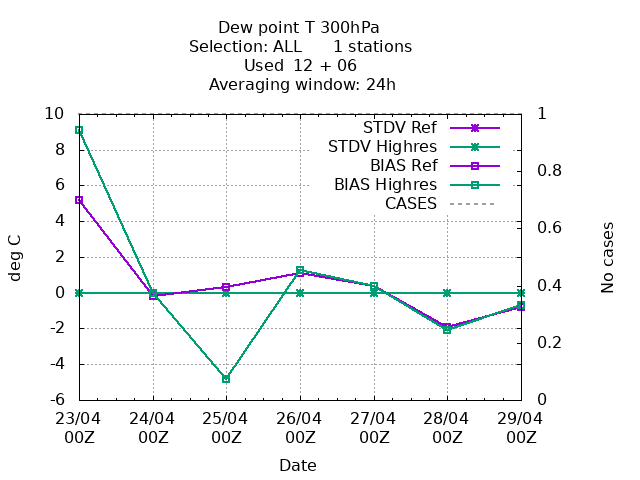 Dew point T 300hPa
Selection: ALL 1 stations
Used 12 + 06
Averaging window: 24h
10
8
6
4
2
0
-2
-4
-6
deg C
1
0.8
0.6
0.4
0.2
0
No cases
STDV Ref
STDV Highres
BIAS Ref
BIAS Highres
CASES
23/04 24/04 25/04 26/04 27/04 28/04 29/04
00Z 00Z 00Z 00Z 00Z 00Z 00Z
Date